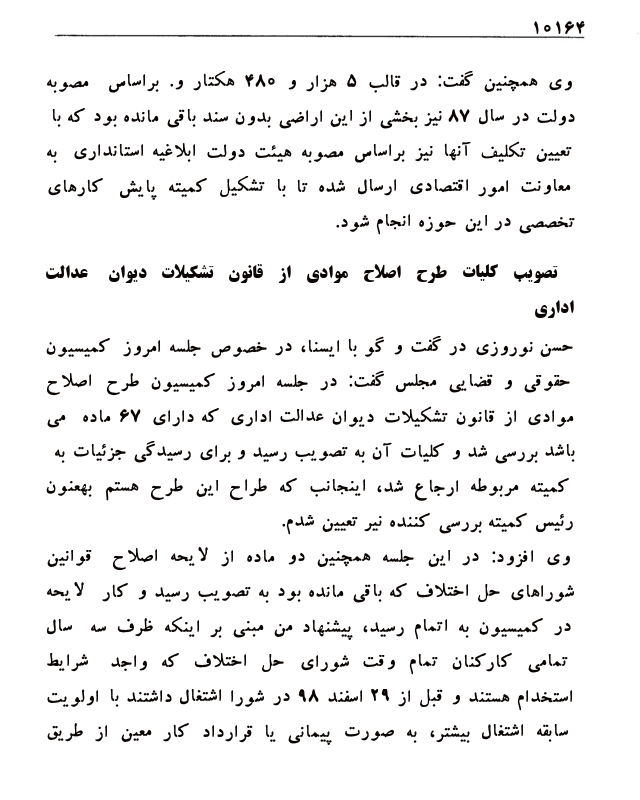 ۱۰۱۶۴
وی همچنین گفت: در قالب ۵ هزار و ۴۸۰ هکتار و. براساس مصوبه
دولت در سال ۸۷ نیز بخشی از این اراضی بدون سند باقی مانده بود که با
تعیین تکلیف آنها نیز براساس مصوبه هیئت دولت ابلاغیه استانداری به
معاونت امور اقتصادی ارسال شده تا با تشکیل کمیته پایش کارهای
تخصصی در این حوزه انجام شود.
تصویب کلیات طرح اصلاح موادی از قانون تشکیلات دیوان عدالت
اداری
حسن نوروزی در گفت و گو با ایسنا، در خصوص جلسه امروز کمیسیون
حقوقی و قضایی مجلس گفت: در جلسه امروز کمیسیون طرح اصلاح
موادی از قانون تشکیلات دیوان عدالت اداری که دارای ۶۷ ماده می
باشد بررسی شد و کلیات آن به تصویب رسید و برای رسیدگی جزئیات به
کمیته مربوطه ارجاع شد، اینجانب که طراح این طرح هستم بهعنون
رئیس کمیته بررسی کننده نیر تعیین شدم.
وی افزود: در این جلسه همچنین دو ماده از لایحه اصلاح قوانین
شوراهای حل اختلاف که باقی مانده بود به تصویب رسید و کار لایحه
در کمیسیون به اتمام رسید، پیشنهاد من مبنی بر اینکه ظرف سه سال
تمامی کارکنان تمام وقت شورای حل اختلاف که واجد شرایط
استخدام هستند و قبل از ۲۹ اسفند ۹۸ در شورا اشتغال داشتند با اولویت
سابقه اشتغال بیشتر، به صورت پیمانی یا قرارداد کار معین از طریق